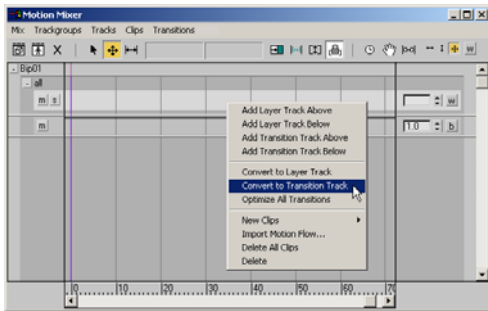 Motion Mixer
Mix Trackgroups Tracks Clips Transitions
Bip01
all
m s
w
m
1.0 b
Add Layer Track Above
Add Layer Track Below
Add Transition Track Above
Add Transition Track Below
Convert to Layer Track
Convert to Transition Track
Optimize All Transitions
New Clips
Import Motion Flow...
Delete All Clips
Delete
0 10 20 30 40 50 60 70